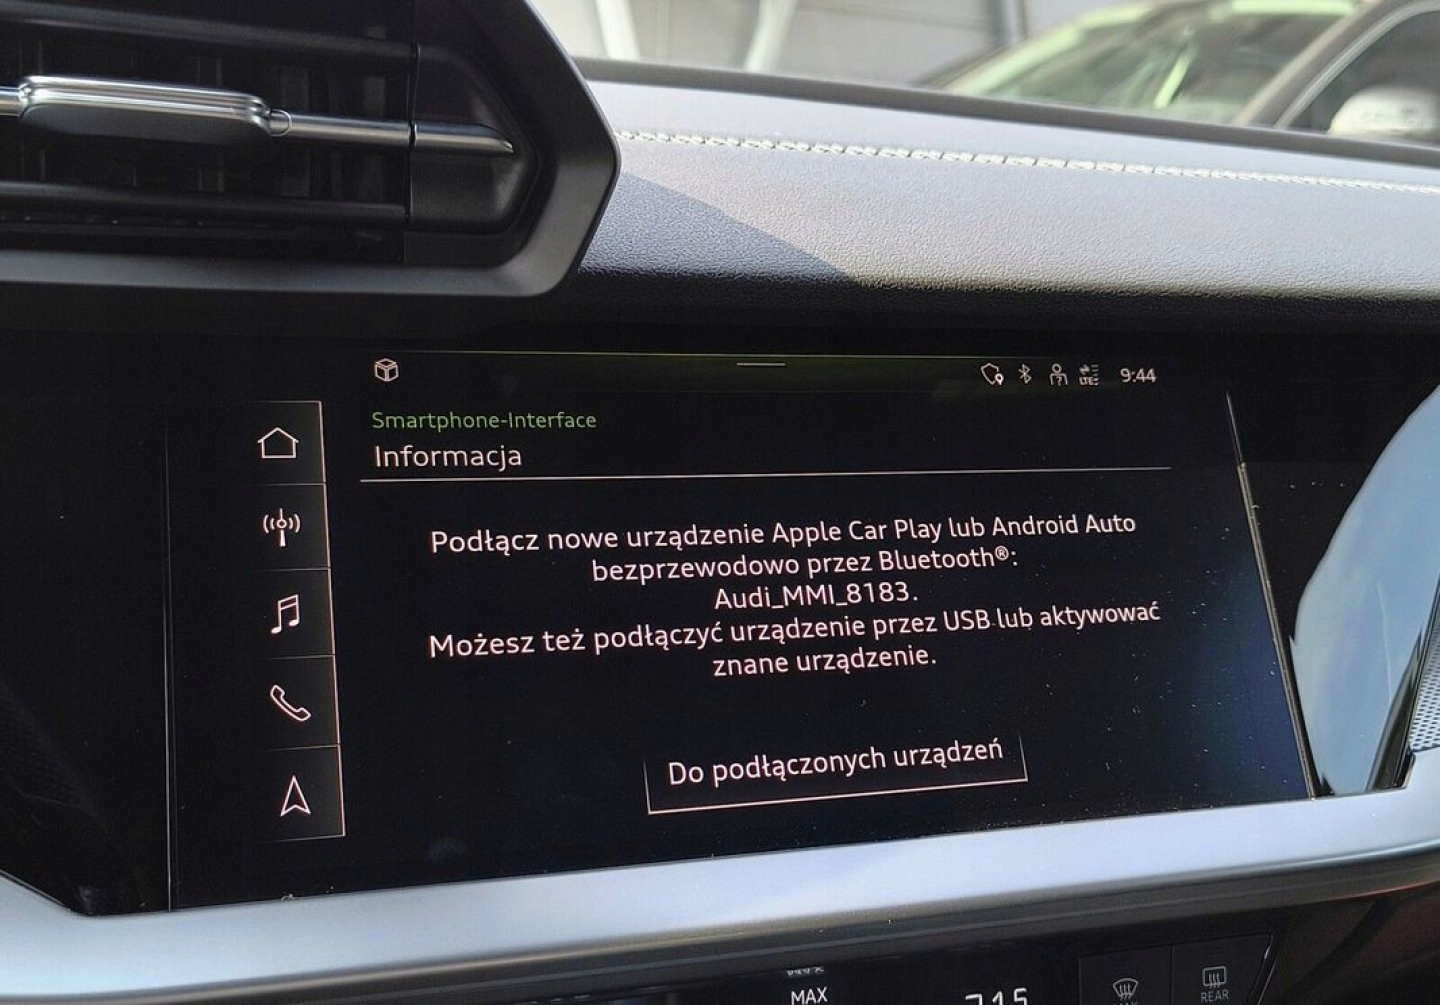 LTE
9:44
Smartphone-Interface
Informacja
Podłącz nowe urządzenie Apple Car Play lub Android Auto
bezprzewodowo przez Bluetooth®:
Audi_MMI_8183.
Możesz też podłączyć urządzenie przez USB lub aktywować
znane urządzenie.
Do podłączonych urządzeń
MAX
REAR